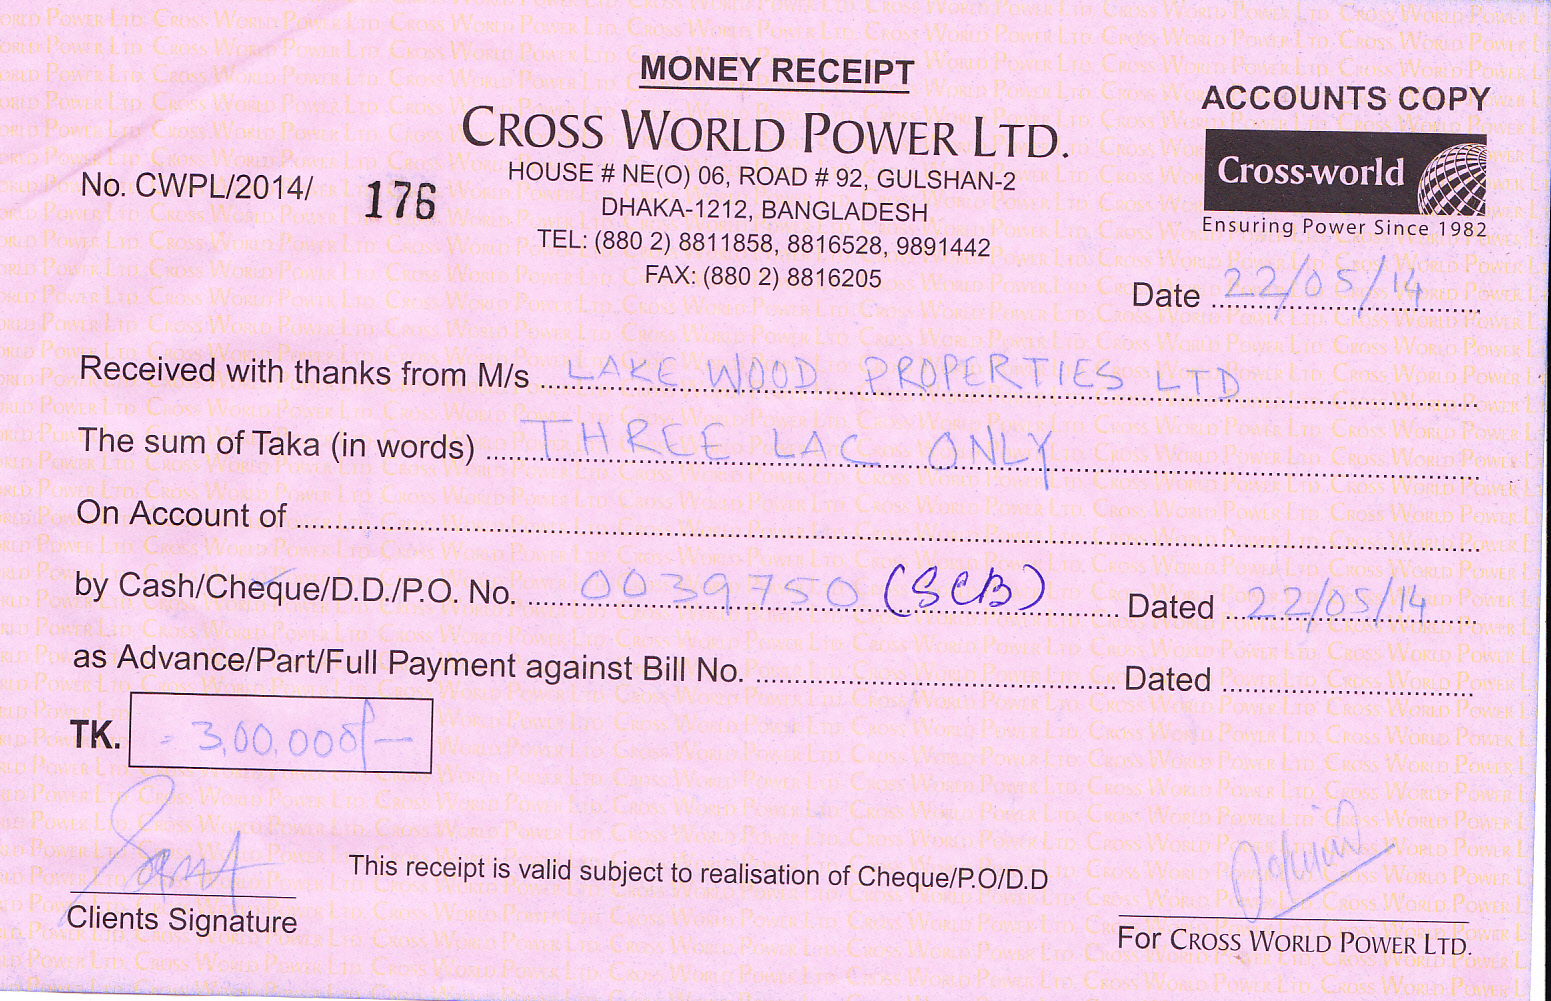 MONEY RECEIPT
ACCOUNTS COPY
CROSS WORLD POWER LTD.
Cross-world
Ensuring Power Since 1982
No. CWPL/2014/ 176
HOUSE # NE(O) 06, ROAD # 92, GULSHAN-2
DHAKA-1212, BANGLADESH
TEL: (880 2) 8811858, 8816528, 9891442
FAX: (880 2) 8816205
Date 22/05/14
Received with thanks from M/s LAKE WOOD PROPERTIES LTD
The sum of Taka (in words) THREE LAC ONLY
On Account of
by Cash/Cheque/D.D./P.O. No. 0039750 (SCB) Dated 22/05/14
as Advance/Part/Full Payment against Bill No. Dated
TK. = 3,00,000/-
This receipt is valid subject to realisation of Cheque/P.O/D.D
Clients Signature
For CROSS WORLD POWER LTD.